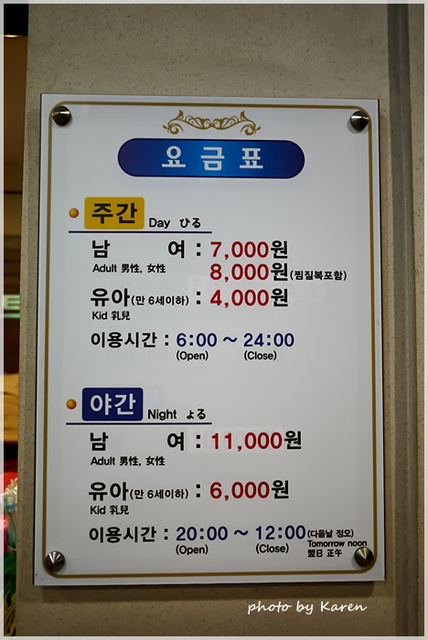 요금표
주간 Day ひる
남 여 : 7,000원
Adult 男性, 女性
8,000원(찜질복포함)
유아(만 6세이하) : 4,000원
Kid 乳兒
이용시간 : 6:00 ~ 24:00
(Open) (Close)
야간 Night よる
남 여 : 11,000원
Adult 男性, 女性
유아(만 6세이하) : 6,000원
Kid 乳兒
이용시간 : 20:00 ~ 12:00(다음날 정오)
(Open) (Close) Tomorrow noon
翌日 正午
photo by Karen